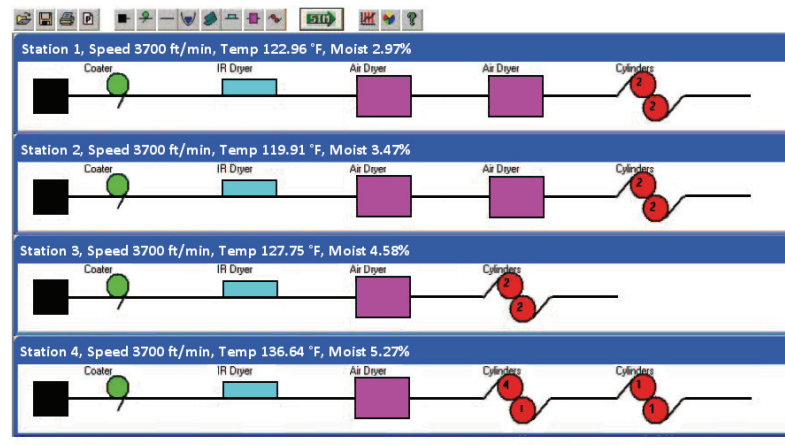 Station 1, Speed 3700 ft/min, Temp 122.96 °F, Moist 2.97%
Coater IR Dryer Air Dryer Air Dryer Cylinders
2
2
Station 2, Speed 3700 ft/min, Temp 119.91 °F, Moist 3.47%
Coater IR Dryer Air Dryer Air Dryer Cylinders
2
2
Station 3, Speed 3700 ft/min, Temp 127.75 °F, Moist 4.58%
Coater IR Dryer Air Dryer Cylinders
2
2
Station 4, Speed 3700 ft/min, Temp 136.64 °F, Moist 5.27%
Coater IR Dryer Air Dryer Cylinders Cylinders
4 1
1 1